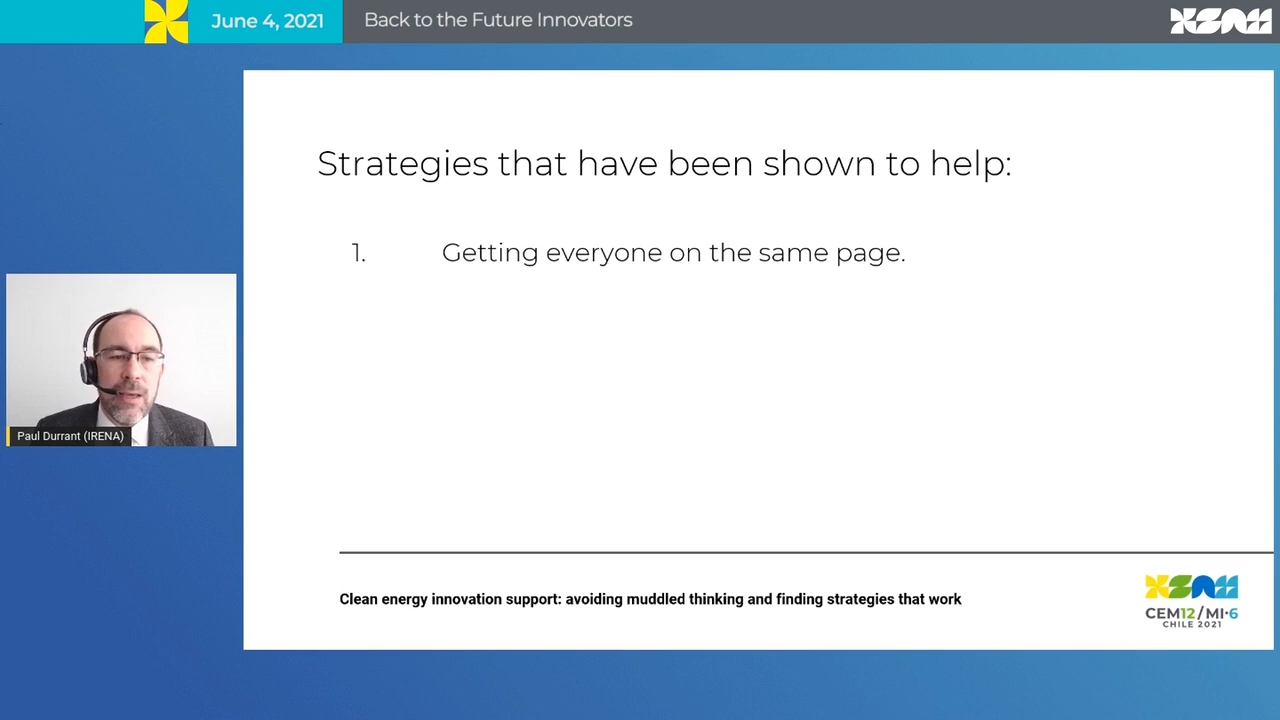 June 4, 2021
Back to the Future Innovators
Strategies that have been shown to help:
1. Getting everyone on the same page.
Paul Durrant (IRENA)
Clean energy innovation support: avoiding muddled thinking and finding strategies that work
CEM12/MI·6
CHILE 2021